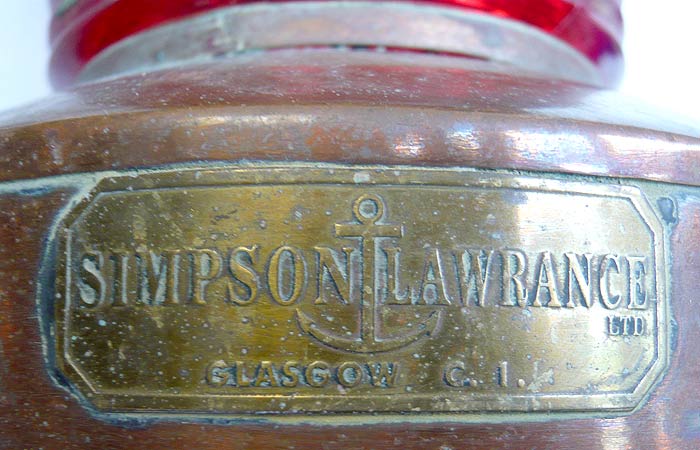 SIMPSON LAWRANCE
LTD
GLASGOW C. 1.